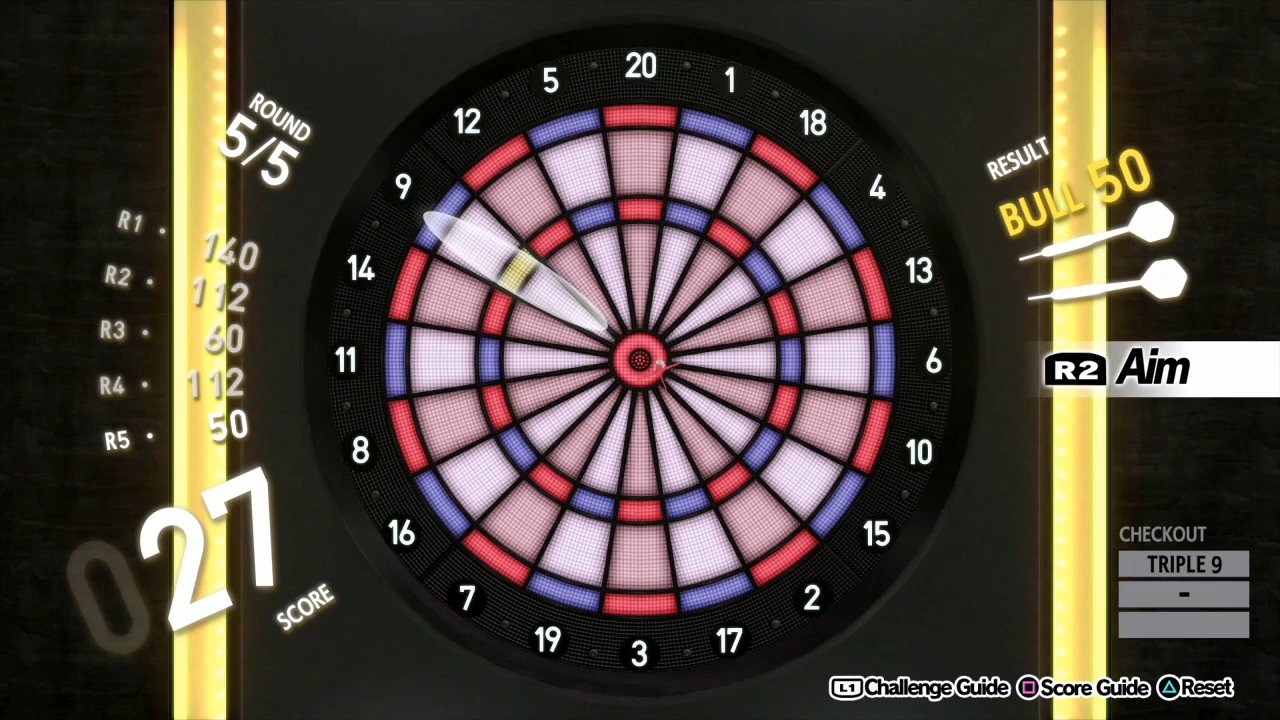 ROUND
5/5
R1 . 140
R2 . 112
R3 . 60
R4 . 112
R5 . 50
027
SCORE
20
1
18
4
13
6
10
15
2
17
3
19
7
16
8
11
14
9
12
5
RESULT
BULL 50
R2 Aim
CHECKOUT
TRIPLE 9
-
L1 Challenge Guide Score Guide Reset